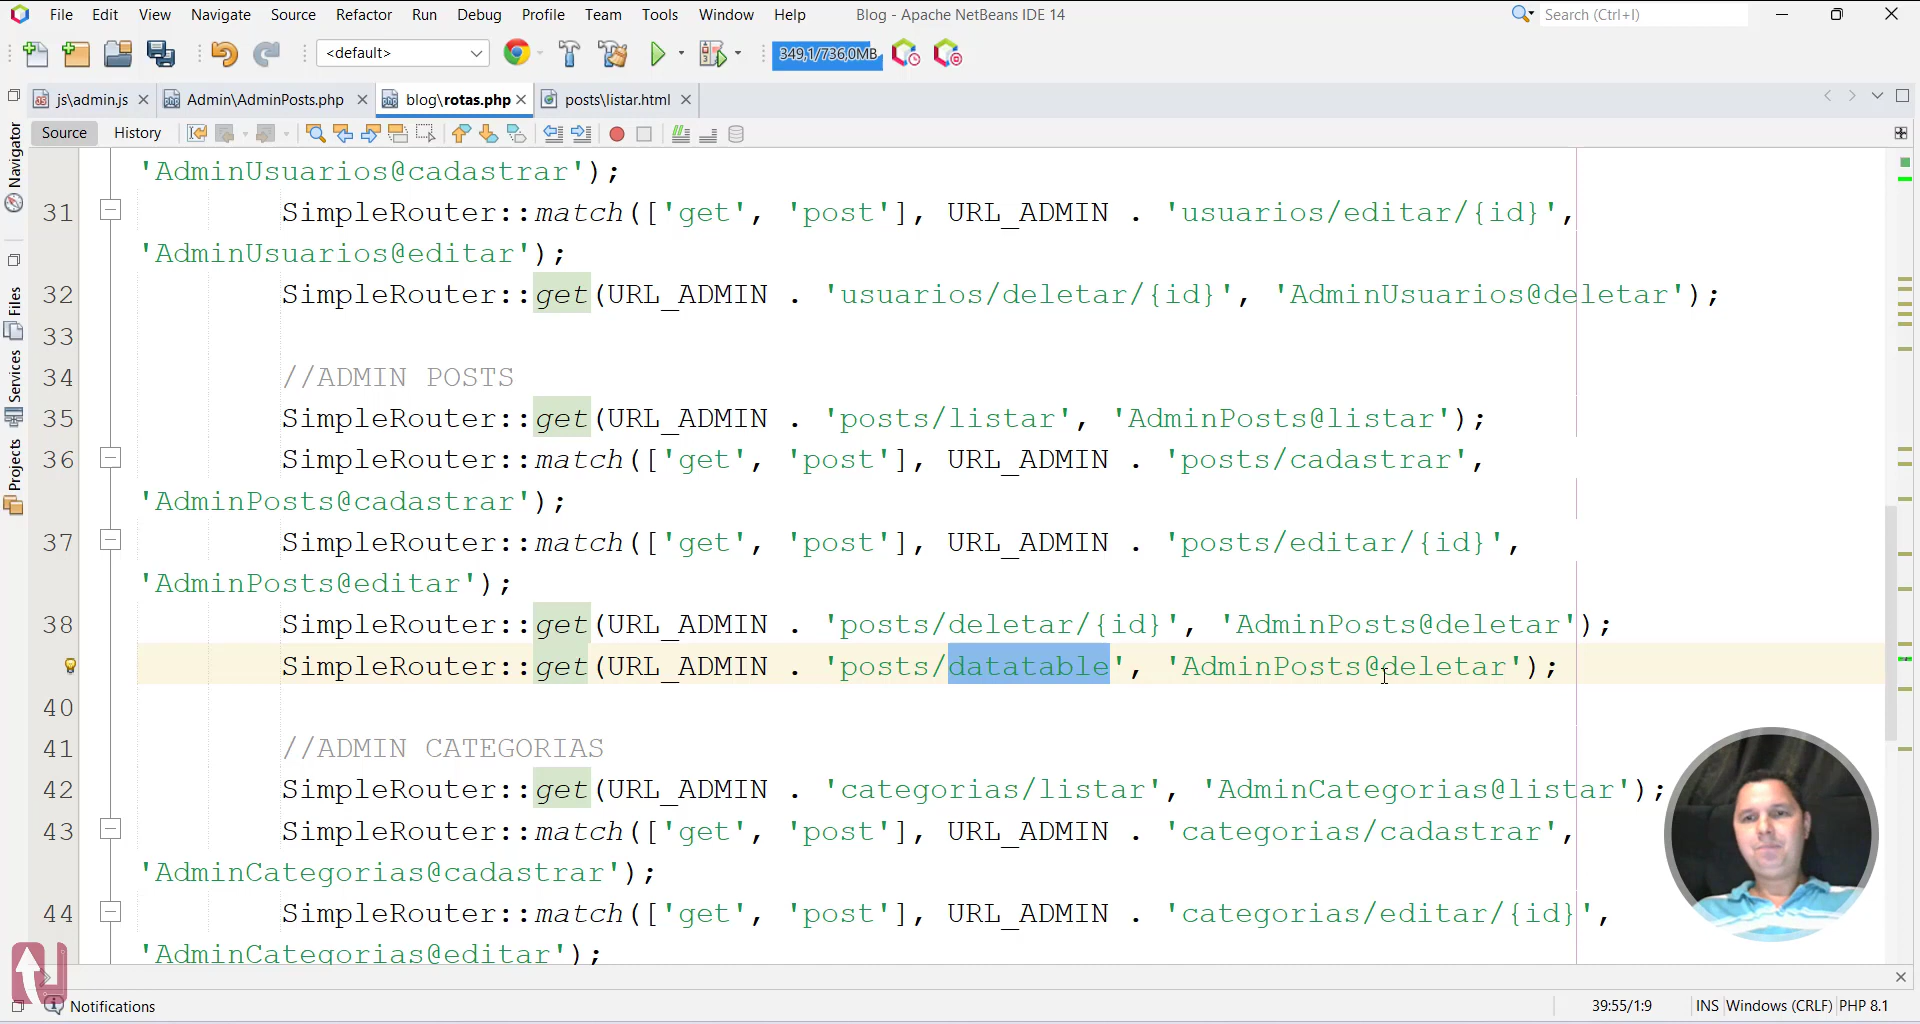 File Edit View Navigate Source Refactor Run Debug Profile Team Tools Window Help Blog - Apache NetBeans IDE 14 Search (Ctrl+I)
<default> 349,1/736,0MB
js\admin.js Admin\AdminPosts.php blog\rotas.php posts\listar.html
Source History
Navigator
Files
Services
Projects
'AdminUsuarios@cadastrar');
31 SimpleRouter::match(['get', 'post'], URL_ADMIN . 'usuarios/editar/{id}',
'AdminUsuarios@editar');
32 SimpleRouter::get(URL_ADMIN . 'usuarios/deletar/{id}', 'AdminUsuarios@deletar');
33
34 //ADMIN POSTS
35 SimpleRouter::get(URL_ADMIN . 'posts/listar', 'AdminPosts@listar');
36 SimpleRouter::match(['get', 'post'], URL_ADMIN . 'posts/cadastrar',
'AdminPosts@cadastrar');
37 SimpleRouter::match(['get', 'post'], URL_ADMIN . 'posts/editar/{id}',
'AdminPosts@editar');
38 SimpleRouter::get(URL_ADMIN . 'posts/deletar/{id}', 'AdminPosts@deletar');
SimpleRouter::get(URL_ADMIN . 'posts/datatable', 'AdminPosts@deletar');
40
41 //ADMIN CATEGORIAS
42 SimpleRouter::get(URL_ADMIN . 'categorias/listar', 'AdminCategorias@listar');
43 SimpleRouter::match(['get', 'post'], URL_ADMIN . 'categorias/cadastrar',
'AdminCategorias@cadastrar');
44 SimpleRouter::match(['get', 'post'], URL_ADMIN . 'categorias/editar/{id}',
'AdminCategorias@editar');
Notifications 39:55/1:9 INS Windows (CRLF) PHP 8.1